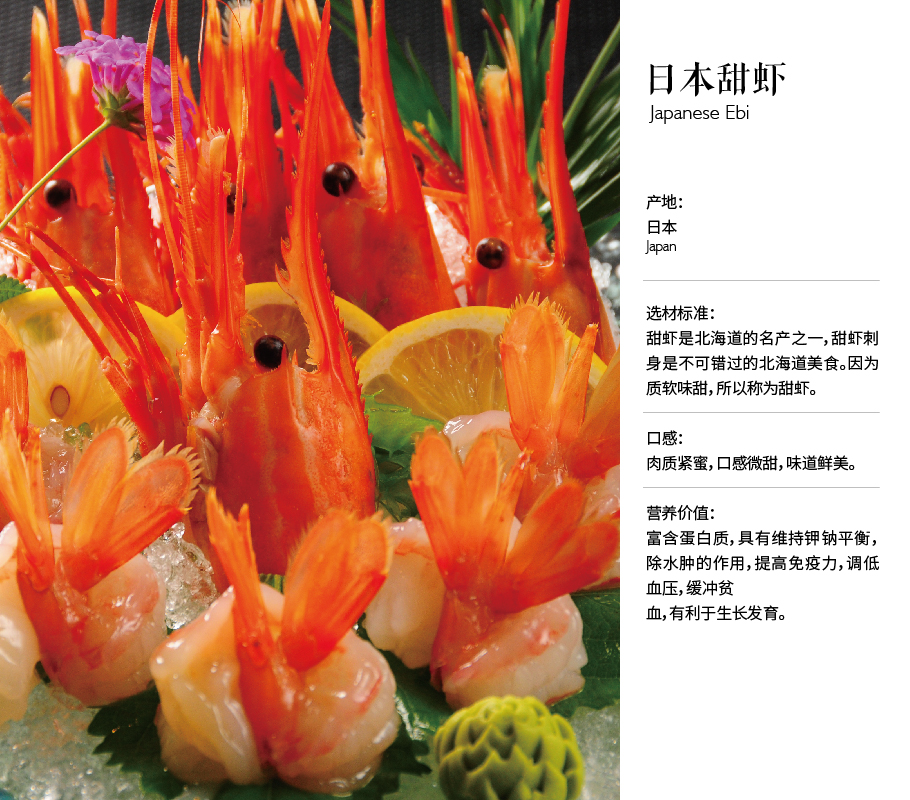 日本甜虾
Japanese Ebi
产地：
日本
Japan
选材标准：
甜虾是北海道的名产之一，甜虾刺
身是不可错过的北海道美食。因为
质软味甜，所以称为甜虾。
口感：
肉质紧蜜，口感微甜，味道鲜美。
营养价值：
富含蛋白质，具有维持钾钠平衡，
除水肿的作用，提高免疫力，调低
血压，缓冲贫
血，有利于生长发育。